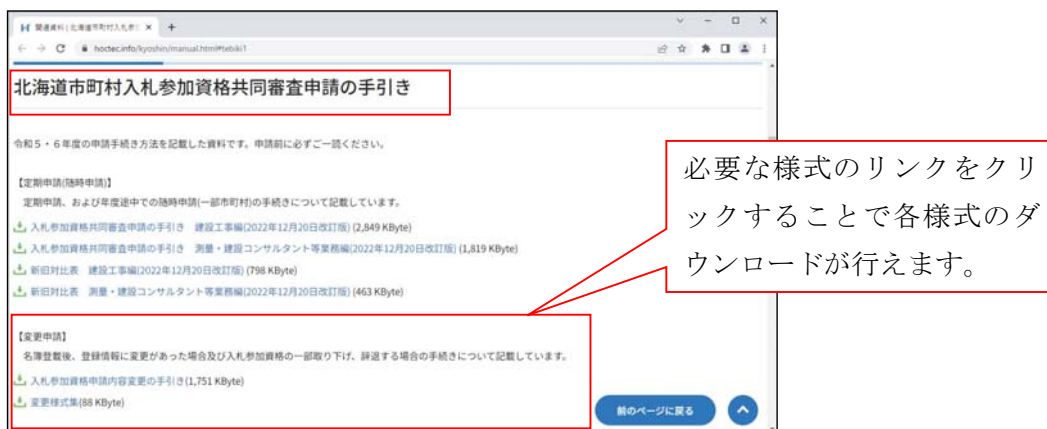 関連資料 | 北海道市町村入札参
hoctec.info/kyoshin/manual.html#tebiki1
北海道市町村入札参加資格共同審査申請の手引き
令和５・６年度の申請手続き方法を記載した資料です。申請前に必ずご一読ください。
【定期申請(随時申請)】
定期申請、および年度途中での随時申請(一部市町村)の手続きについて記載しています。
入札参加資格共同審査申請の手引き　建設工事編(2022年12月20日改訂版) (2,849 KByte)
入札参加資格共同審査申請の手引き　測量・建設コンサルタント等業務編(2022年12月20日改訂版) (1,819 KByte)
新旧対比表　建設工事編(2022年12月20日改訂版) (798 KByte)
新旧対比表　測量・建設コンサルタント等業務編(2022年12月20日改訂版) (463 KByte)
【変更申請】
名簿登載後、登録情報に変更があった場合及び入札参加資格の一部取り下げ、辞退する場合の手続きについて記載しています。
入札参加資格申請内容変更の手引き(1,751 KByte)
変更様式集(88 KByte)
前のページに戻る
必要な様式のリンクをクリ
ックすることで各様式のダ
ウンロードが行えます。